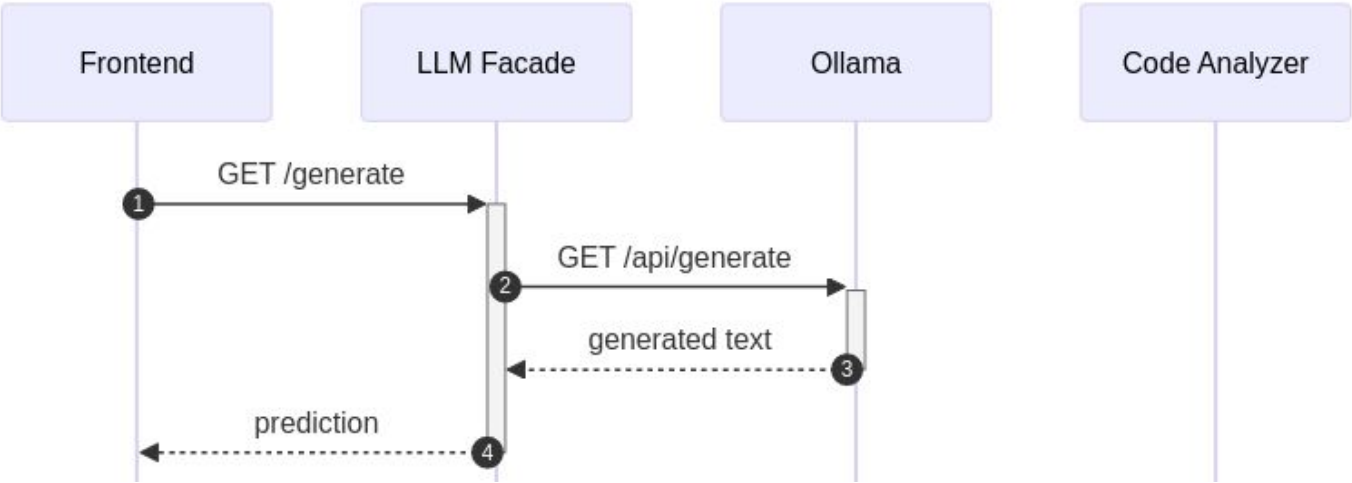 Frontend
LLM Facade
Ollama
Code Analyzer
GET /generate
1
GET /api/generate
2
generated text
3
prediction
4